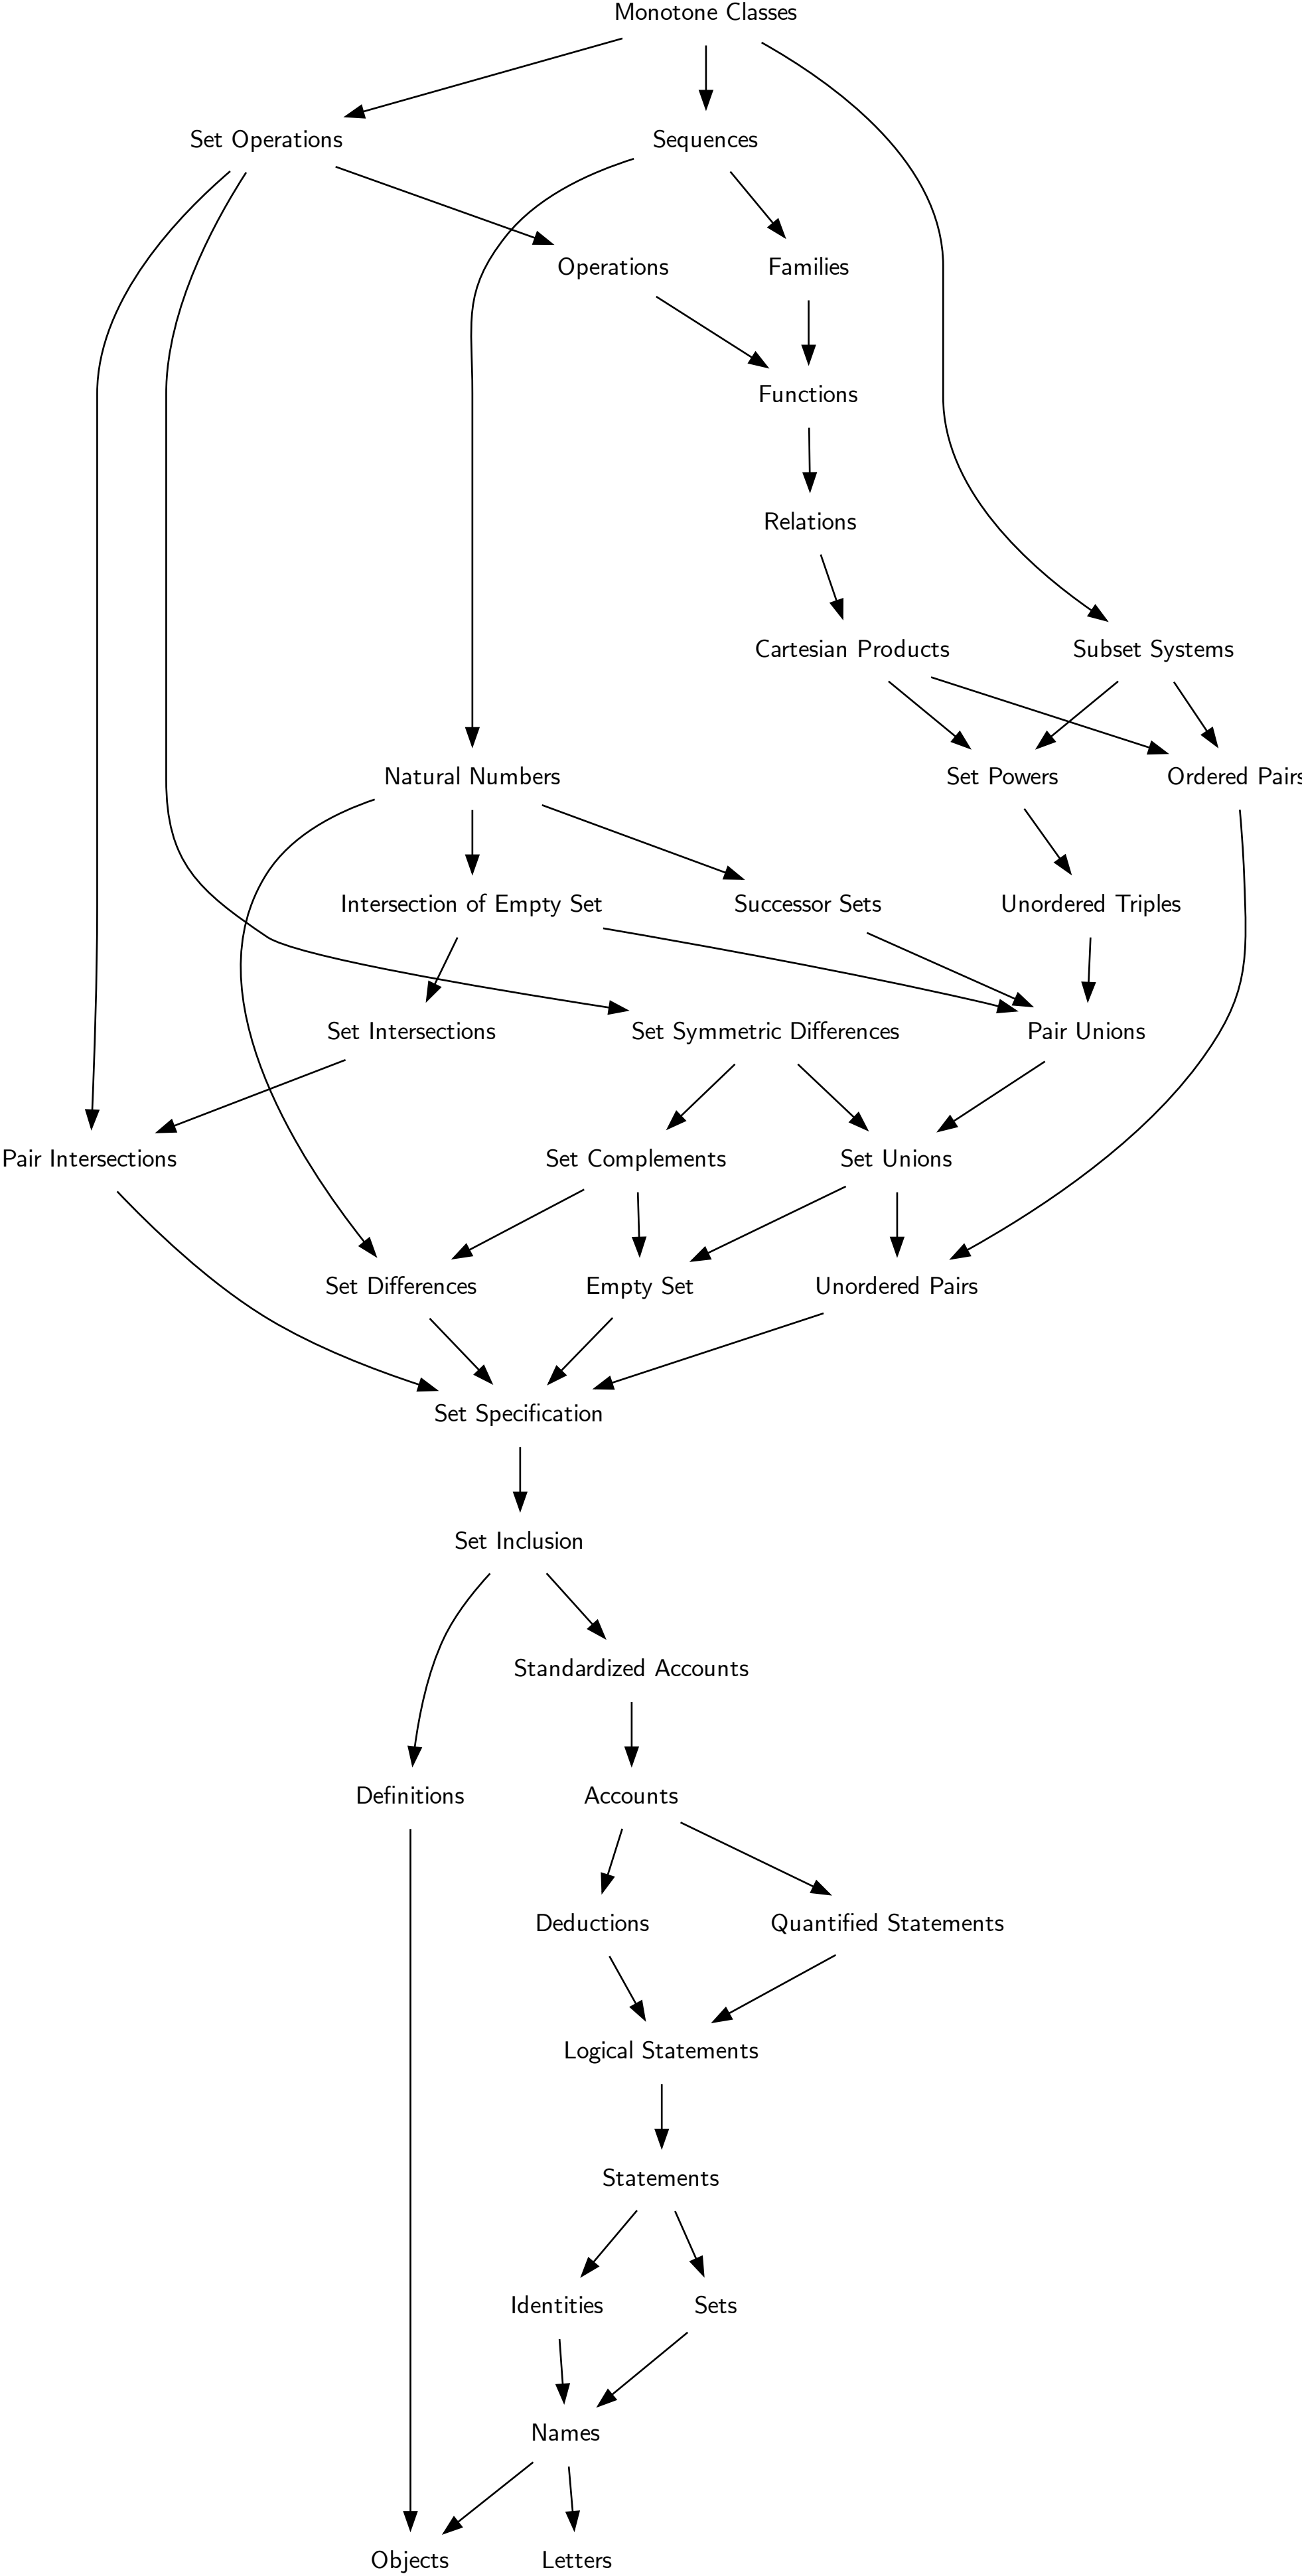 Monotone Classes
Set Operations
Sequences
Operations
Families
Functions
Relations
Cartesian Products
Subset Systems
Natural Numbers
Set Powers
Ordered Pairs
Intersection of Empty Set
Successor Sets
Unordered Triples
Set Intersections
Set Symmetric Differences
Pair Unions
Pair Intersections
Set Complements
Set Unions
Set Differences
Empty Set
Unordered Pairs
Set Specification
Set Inclusion
Standardized Accounts
Definitions
Accounts
Deductions
Quantified Statements
Logical Statements
Statements
Identities
Sets
Names
Objects
Letters